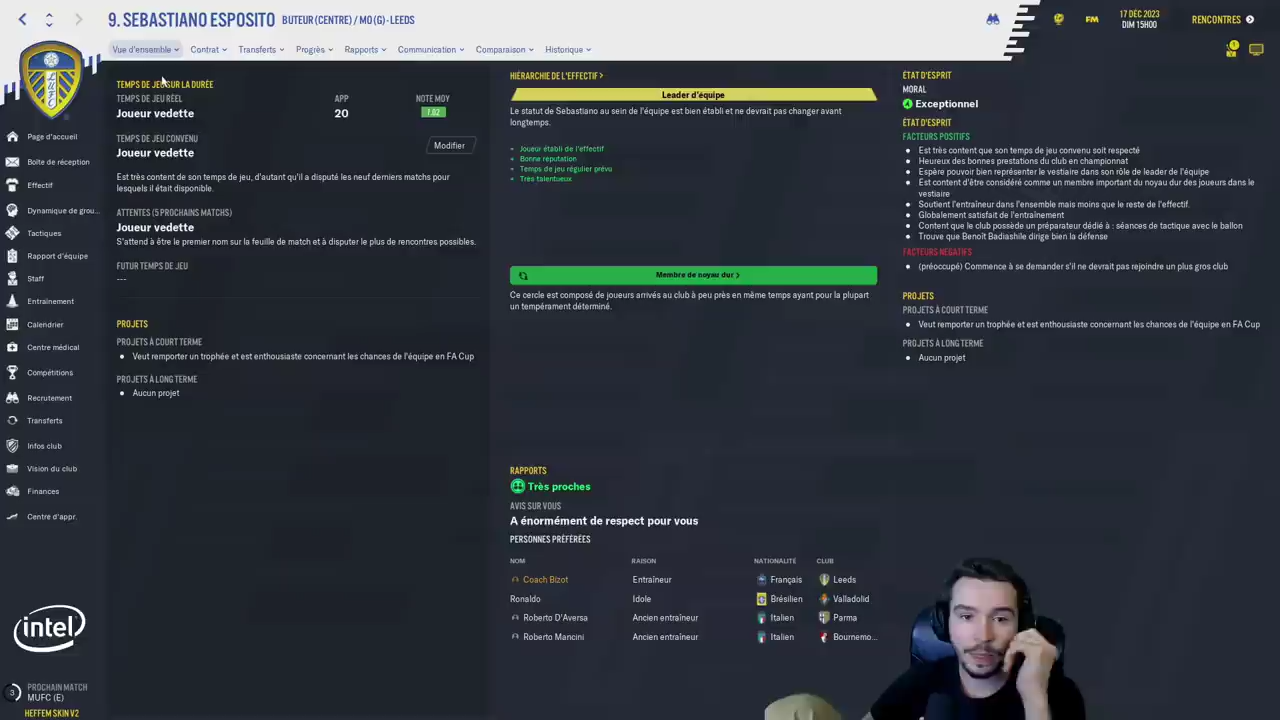 9. SEBASTIANO ESPOSITO
BUTEUR (CENTRE) / MO (G) - LEEDS
17 DÉC 2023
DIM 15H00
RENCONTRES
FM
1
Vue d'ensemble
Contrat
Transferts
Progrès
Rapports
Communication
Comparaison
Historique
LUFC
Page d'accueil
Boîte de réception
Effectif
Dynamique de grou...
Tactiques
Rapport d'équipe
Staff
Entraînement
Calendrier
Centre médical
Compétitions
Recrutement
Transferts
Infos club
Vision du club
Finances
Centre d'appr.
intel
3
PROCHAIN MATCH
MUFC (E)
HEFFEM SKIN V2
TEMPS DE JEU SUR LA DURÉE
TEMPS DE JEU RÉEL
APP
NOTE MOY
Joueur vedette
20
7.02
TEMPS DE JEU CONVENU
Joueur vedette
Modifier
Est très content de son temps de jeu, d'autant qu'il a disputé les neuf derniers matchs pour
lesquels il était disponible.
ATTENTES (5 PROCHAINS MATCHS)
Joueur vedette
S'attend à être le premier nom sur la feuille de match et à disputer le plus de rencontres possibles.
FUTUR TEMPS DE JEU
---
PROJETS
PROJETS À COURT TERME
• Veut remporter un trophée et est enthousiaste concernant les chances de l'équipe en FA Cup
PROJETS À LONG TERME
• Aucun projet
HIÉRARCHIE DE L'EFFECTIF >
Leader d'équipe
Le statut de Sebastiano au sein de l'équipe est bien établi et ne devrait pas changer avant
longtemps.
+ Joueur établi de l'effectif
+ Bonne réputation
+ Temps de jeu régulier prévu
+ Très talentueux
Membre de noyau dur >
Ce cercle est composé de joueurs arrivés au club à peu près en même temps ayant pour la plupart
un tempérament déterminé.
RAPPORTS
Très proches
AVIS SUR VOUS
A énormément de respect pour vous
PERSONNES PRÉFÉRÉES
NOM RAISON NATIONALITÉ CLUB
Coach Bizot Entraîneur Français Leeds
Ronaldo Idole Brésilien Valladolid
Roberto D'Aversa Ancien entraîneur Italien Parma
Roberto Mancini Ancien entraîneur Italien Bournemo...
ÉTAT D'ESPRIT
MORAL
Exceptionnel
ÉTAT D'ESPRIT
FACTEURS POSITIFS
• Est très content que son temps de jeu convenu soit respecté
• Heureux des bonnes prestations du club en championnat
• Espère pouvoir bien représenter le vestiaire dans son rôle de leader de l'équipe
• Est content d'être considéré comme un membre important du noyau dur des joueurs dans le
vestiaire
• Soutient l'entraîneur dans l'ensemble mais moins que le reste de l'effectif.
• Globalement satisfait de l'entraînement
• Content que le club possède un préparateur dédié à : séances de tactique avec le ballon
• Trouve que Benoît Badiashile dirige bien la défense
FACTEURS NÉGATIFS
• (préoccupé) Commence à se demander s'il ne devrait pas rejoindre un plus gros club
PROJETS
PROJETS À COURT TERME
• Veut remporter un trophée et est enthousiaste concernant les chances de l'équipe en FA Cup
PROJETS À LONG TERME
• Aucun projet